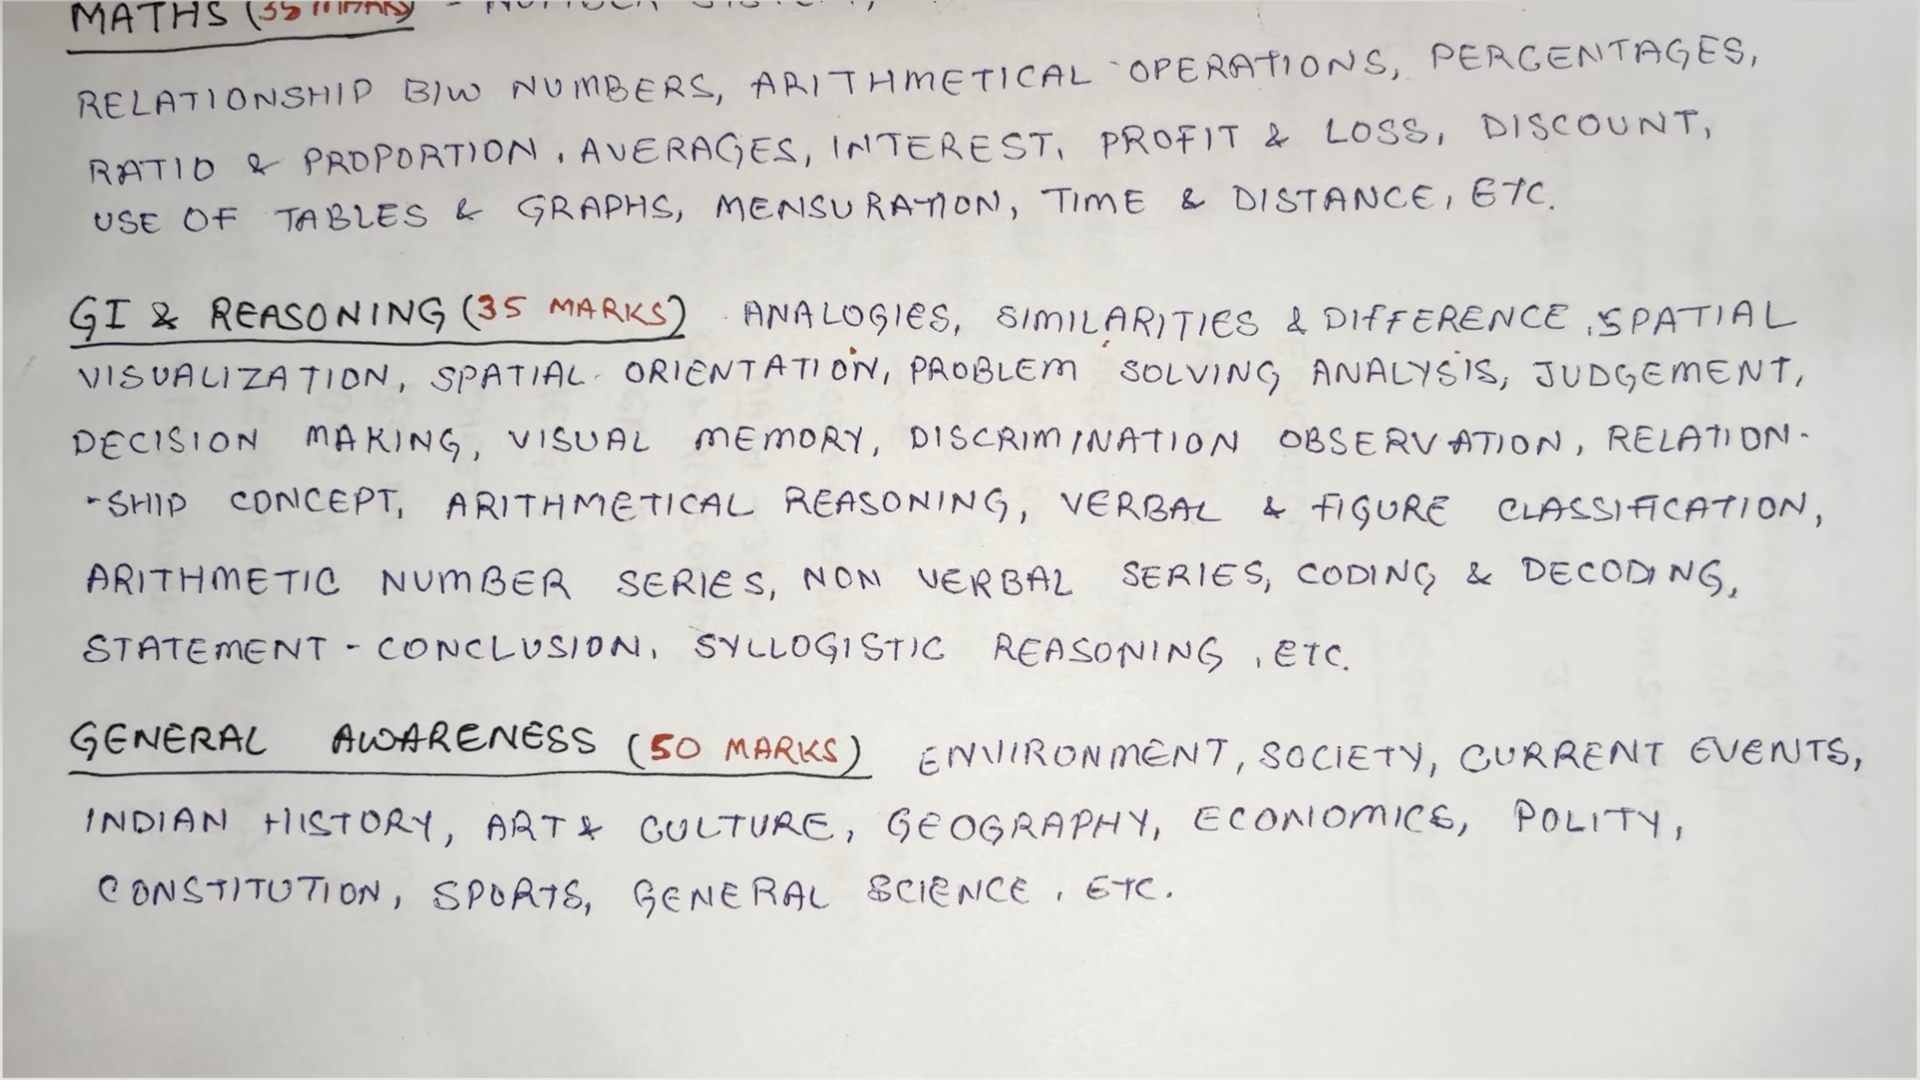 MATHS (35 MARKS) - NUMBER SYSTEM,
RELATIONSHIP B/W NUMBERS, ARITHMETICAL OPERATIONS, PERCENTAGES,
RATIO & PROPORTION, AVERAGES, INTEREST, PROFIT & LOSS, DISCOUNT,
USE OF TABLES & GRAPHS, MENSURATION, TIME & DISTANCE, ETC.
GI & REASONING (35 MARKS) ANALOGIES, SIMILARITIES & DIFFERENCE, SPATIAL
VISUALIZATION, SPATIAL ORIENTATION, PROBLEM SOLVING ANALYSIS, JUDGEMENT,
DECISION MAKING, VISUAL MEMORY, DISCRIMINATION OBSERVATION, RELATION-
-SHIP CONCEPT, ARITHMETICAL REASONING, VERBAL & FIGURE CLASSIFICATION,
ARITHMETIC NUMBER SERIES, NON VERBAL SERIES, CODING & DECODING,
STATEMENT - CONCLUSION, SYLLOGISTIC REASONING, ETC.
GENERAL AWARENESS (50 MARKS) ENVIRONMENT, SOCIETY, CURRENT EVENTS,
INDIAN HISTORY, ART & CULTURE, GEOGRAPHY, ECONOMICS, POLITY,
CONSTITUTION, SPORTS, GENERAL SCIENCE, ETC.